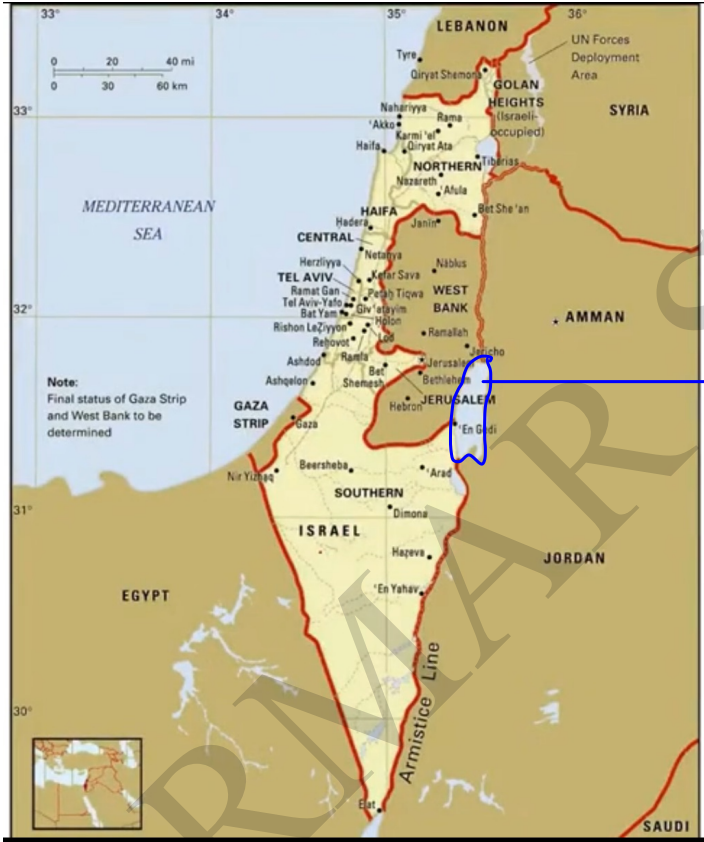 33°
34°
35°
36°
LEBANON
UN Forces
Deployment
Area
0 20 40 mi
0 30 60 km
Tyre
Qiryat Shemona
GOLAN
HEIGHTS
(Israeli-
occupied)
SYRIA
33°
Nahariyya
'Akko
Rama
Karmi'el
Haifa
Qiryat Ata
NORTHERN
Tiberias
Nazareth
'Afula
MEDITERRANEAN
SEA
HAIFA
Hadera
Janin
Bet She'an
CENTRAL
Netanya
Herzliyya
Nablus
TEL AVIV
Kefar Sava
Ramat Gan
Petah Tiqwa
WEST
BANK
Tel Aviv-Yafo
Giv'atayim
Bat Yam
Holon
32°
AMMAN
Rishon LeZiyyon
Lod
Ramallah
Rehovot
Ramla
Jericho
Ashdod
Jerusalem
Bet
Shemesh
Bethlehem
Ashqelon
JERUSALEM
Hebron
Note:
Final status of Gaza Strip
and West Bank to be
determined
GAZA
STRIP
Gaza
'En Gedi
Nir Yizhaq
Beersheba
'Arad
SOUTHERN
31°
Dimona
ISRAEL
Hazeva
JORDAN
'En Yahav
EGYPT
Armistice Line
30°
Elat
SAUDI